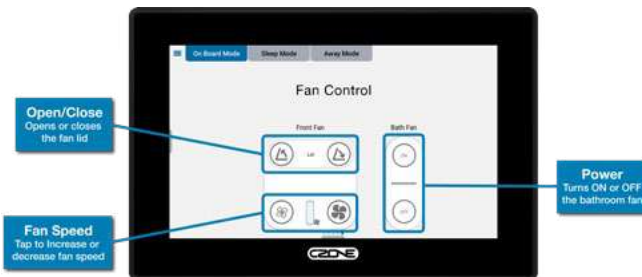 On Board Mode
Sleep Mode
Away Mode
Fan Control
Open/Close
Opens or closes
the fan lid
Front Fan
Bath Fan
Lid
Power
Turns ON or OFF
the bathroom fan
Fan Speed
Tap to Increase or
decrease fan speed
CZONE